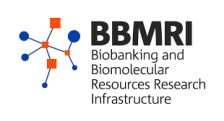 BBMRI
Biobanking and
Biomolecular
Resources Research
Infrastructure